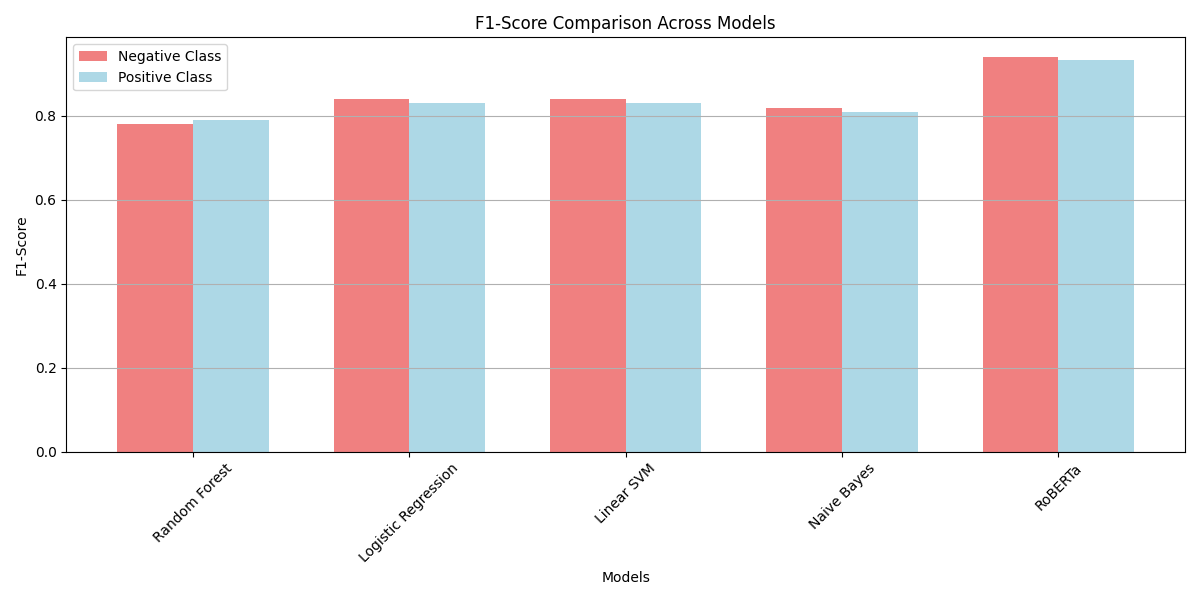 F1-Score Comparison Across Models
Negative Class
Positive Class
F1-Score
0.8
0.6
0.4
0.2
0.0
Random Forest
Logistic Regression
Linear SVM
Naive Bayes
RoBERTa
Models